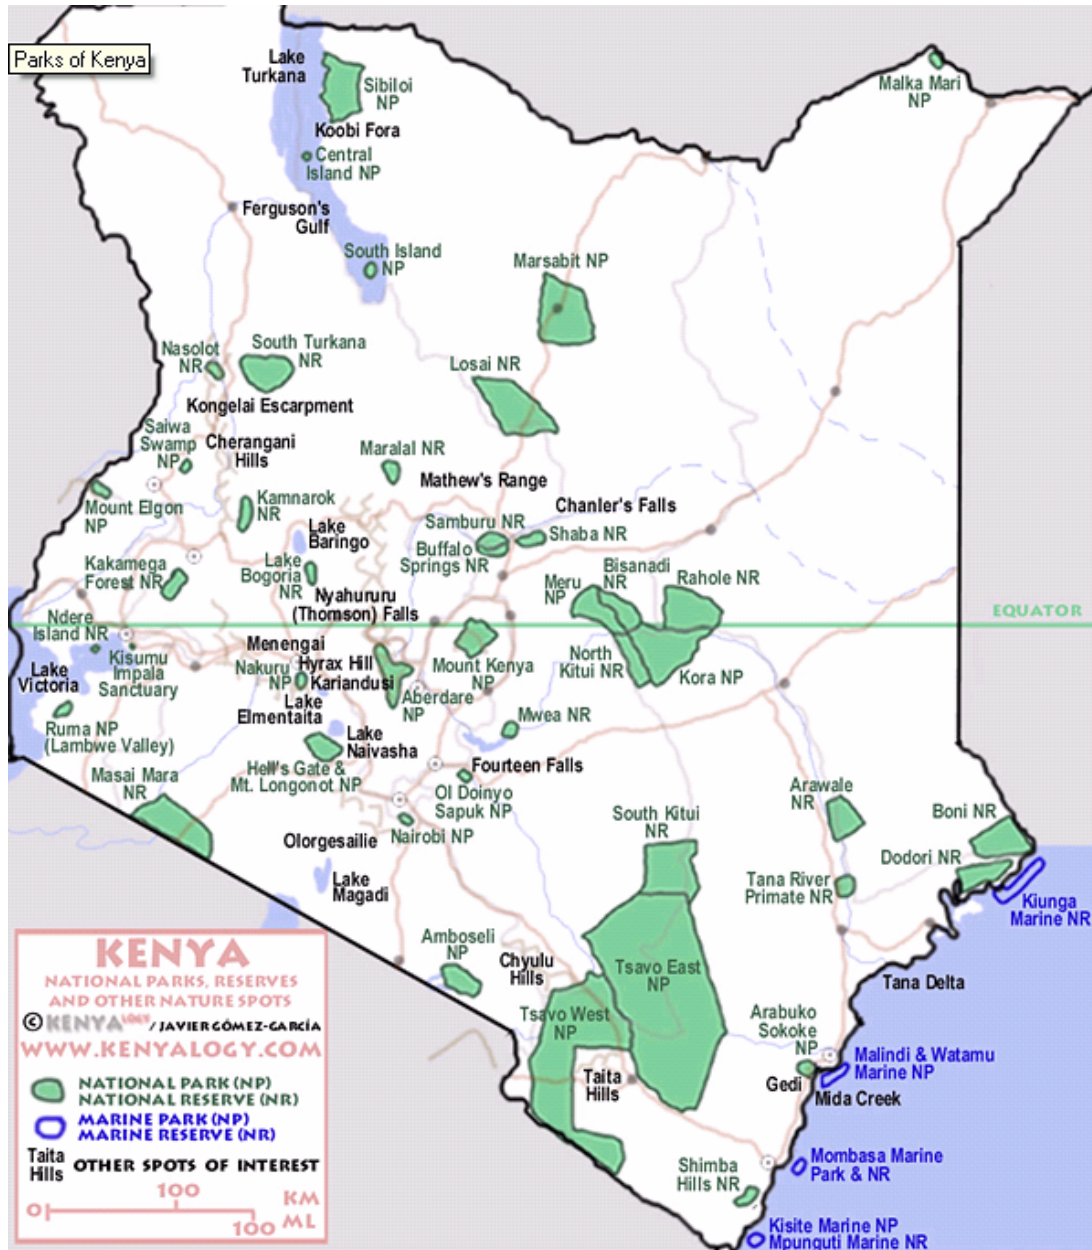 Parks of Kenya
Lake
Turkana
Sibiloi
NP
Koobi Fora
Central
Island NP
Malka Mari
NP
Ferguson's
Gulf
South Island
NP
Marsabit NP
Nasolot
NR
South Turkana
NR
Losai NR
Kongelai Escarpment
Saiwa
Swamp
NP
Cherangani
Hills
Maralal NR
Mathew's Range
Mount Elgon
NP
Kamnarok
NR
Lake
Baringo
Samburu NR
Chanler's Falls
Shaba NR
Buffalo
Springs NR
Kakamega
Forest NR
Lake
Bogoria
NR
Nyahururu
(Thomson) Falls
Meru
NP
Bisanadi
NR
Rahole NR
EQUATOR
Ndere
Island NR
Kisumu
Impala
Sanctuary
Lake
Victoria
Menengai
Nakuru
NP
Hyrax Hill
Kariandusi
Lake
Elmentaita
Mount Kenya
NP
Aberdare
NP
North
Kitui NR
Kora NP
Ruma NP
(Lambwe Valley)
Mwea NR
Lake
Naivasha
Hell's Gate &
Mt. Longonot NP
Fourteen Falls
Ol Doinyo
Sapuk NP
Masai Mara
NR
Nairobi NP
Olorgesailie
Lake
Magadi
South Kitui
NR
Arawale
NR
Boni NR
Dodori NR
Tana River
Primate NR
Kiunga
Marine NR
Amboseli
NP
Chyulu
Hills
Tsavo East
NP
Tana Delta
Tsavo West
NP
Arabuko
Sokoke
NP
Taita
Hills
Gedi
Malindi & Watamu
Marine NP
Mida Creek
Shimba
Hills NR
Mombasa Marine
Park & NR
Kisite Marine NP
Mpunguti Marine NR
KENYA
NATIONAL PARKS, RESERVES
AND OTHER NATURE SPOTS
© KENYALOGY / JAVIER GÓMEZ-GARCÍA
WWW.KENYALOGY.COM
NATIONAL PARK (NP)
NATIONAL RESERVE (NR)
MARINE PARK (NP)
MARINE RESERVE (NR)
Taita
Hills OTHER SPOTS OF INTEREST
100 KM
0
100 ML